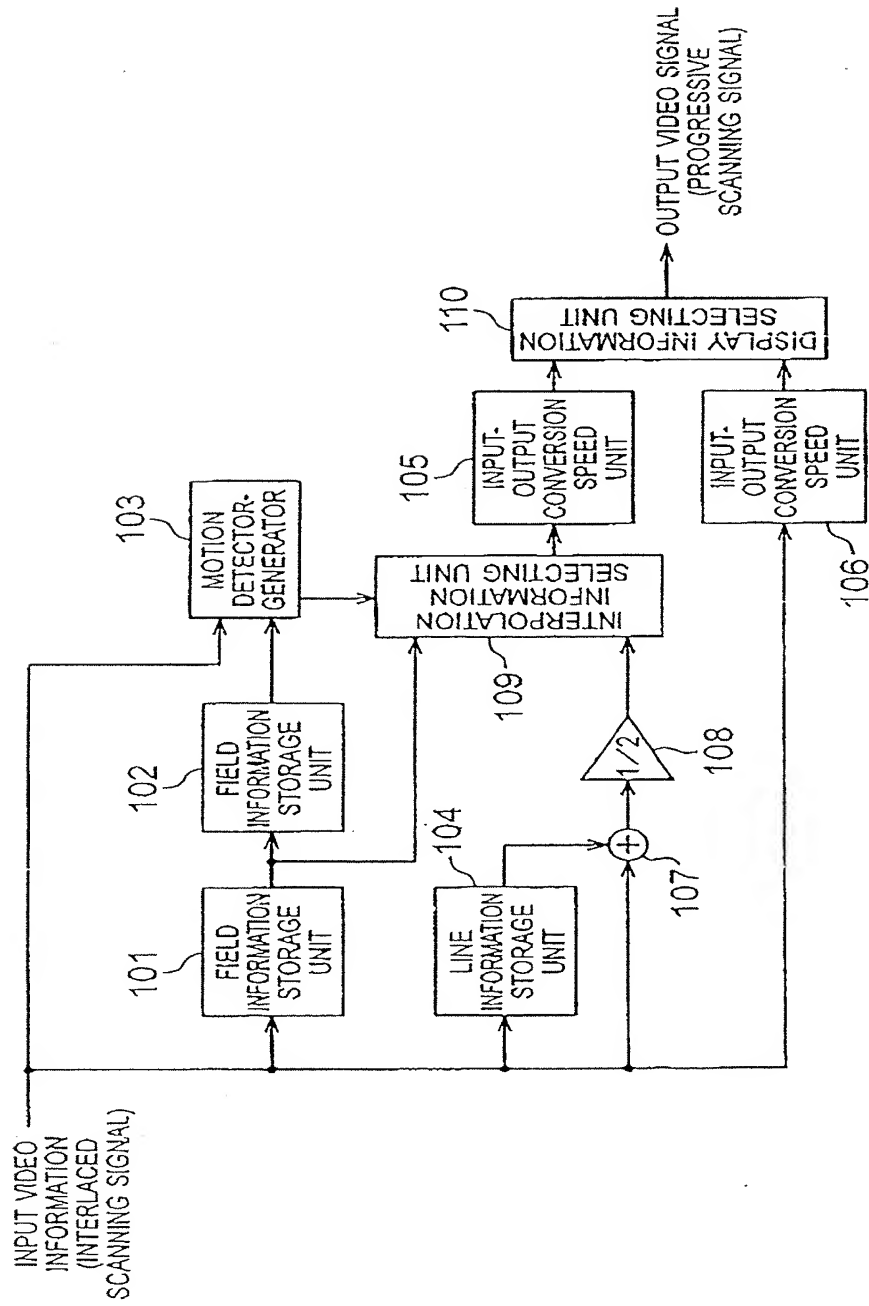 INPUT VIDEO
INFORMATION
(INTERLACED
SCANNING SIGNAL)
101
FIELD
INFORMATION
STORAGE
UNIT
102
FIELD
INFORMATION
STORAGE
UNIT
103
MOTION
DETECTOR-
GENERATOR
104
LINE
INFORMATION
STORAGE
UNIT
107
1/2
108
109
INTERPOLATION
INFORMATION
SELECTING UNIT
105
INPUT-
OUTPUT
CONVERSION
SPEED
UNIT
INPUT-
OUTPUT
CONVERSION
SPEED
UNIT
106
110
DISPLAY INFORMATION
SELECTING UNIT
OUTPUT VIDEO SIGNAL
(PROGRESSIVE
SCANNING SIGNAL)